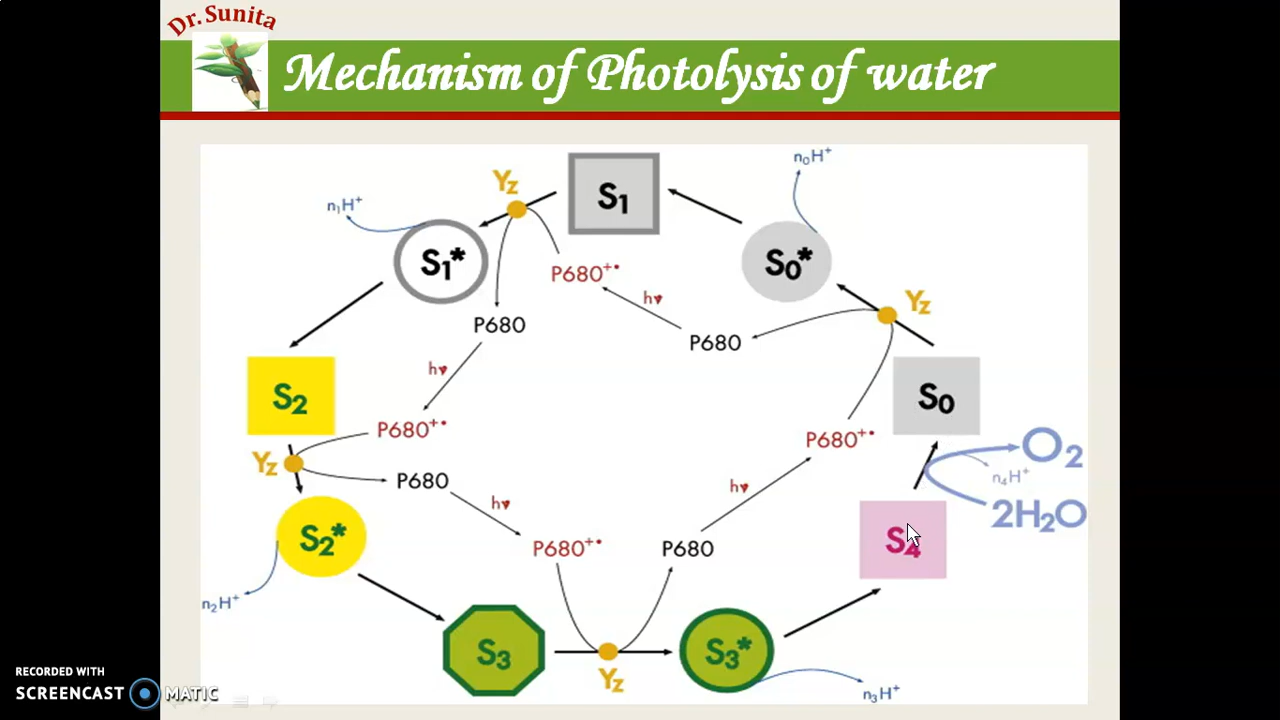 Dr. Sunita
Mechanism of Photolysis of water
n₀H⁺
Yz
S₁
n₁H⁺
S₁*
S₀*
P680⁺•
hν
Yz
P680
P680
hν
S₂
S₀
P680⁺•
P680⁺•
O₂
Yz
n₄H⁺
P680
hν
hν
2H₂O
S₂*
S₄
P680⁺•
P680
n₂H⁺
S₃
S₃*
Yz
n₃H⁺
RECORDED WITH
SCREENCAST MATIC